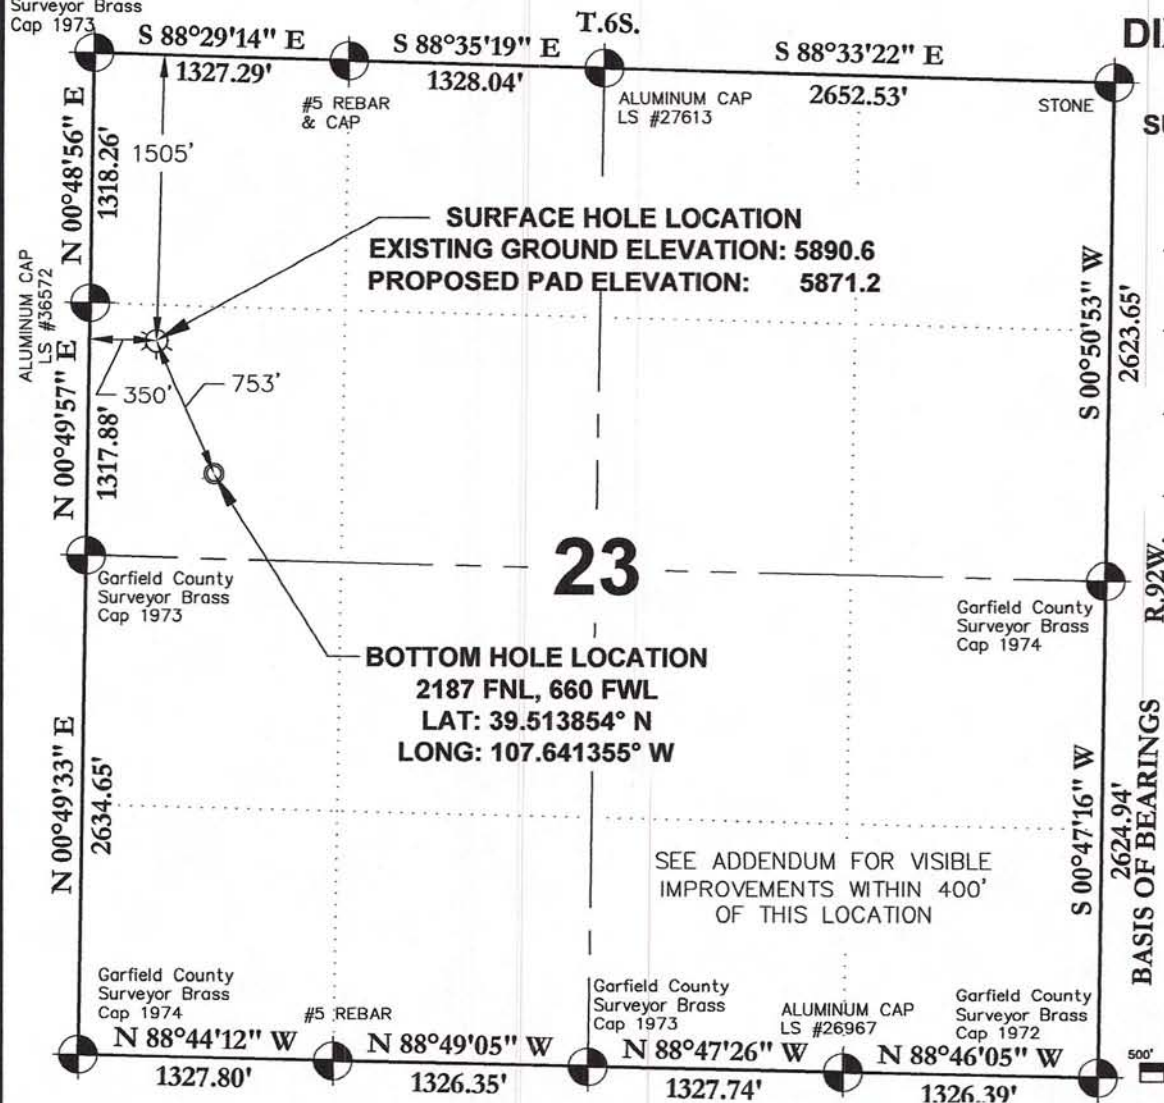 Surveyor Brass
Cap 1973
T.6S.
S 88°29'14" E
1327.29'
S 88°35'19" E
1328.04'
S 88°33'22" E
2652.53'
#5 REBAR
& CAP
ALUMINUM CAP
LS #27613
STONE
N 00°48'56" E
1318.26'
1505'
SURFACE HOLE LOCATION
EXISTING GROUND ELEVATION: 5890.6
PROPOSED PAD ELEVATION: 5871.2
ALUMINUM CAP
LS #36572
S 00°50'53" W
2623.65'
350'
753'
N 00°49'57" E
1317.88'
23
Garfield County
Surveyor Brass
Cap 1973
Garfield County
Surveyor Brass
Cap 1974
R.92W.
BOTTOM HOLE LOCATION
2187 FNL, 660 FWL
LAT: 39.513854° N
LONG: 107.641355° W
N 00°49'33" E
2634.65'
S 00°47'16" W
2624.94'
BASIS OF BEARINGS
SEE ADDENDUM FOR VISIBLE
IMPROVEMENTS WITHIN 400'
OF THIS LOCATION
Garfield County
Surveyor Brass
Cap 1974
#5 REBAR
Garfield County
Surveyor Brass
Cap 1973
ALUMINUM CAP
LS #26967
Garfield County
Surveyor Brass
Cap 1972
N 88°44'12" W
1327.80'
N 88°49'05" W
1326.35'
N 88°47'26" W
1327.74'
N 88°46'05" W
1326.39'
500'